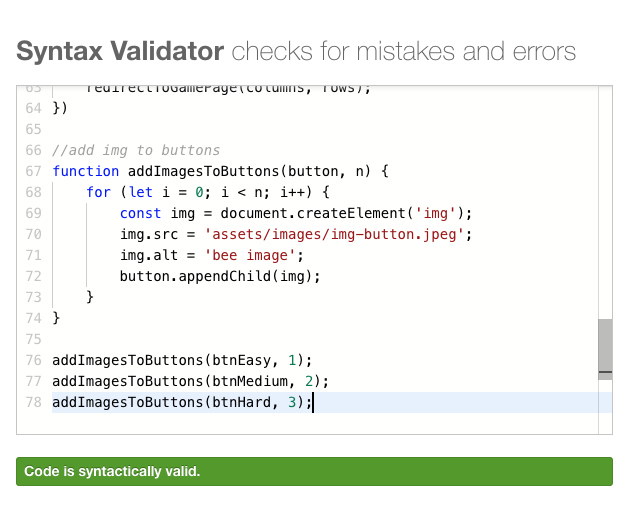 Syntax Validator checks for mistakes and errors
63 redirectToGamePage(columns, rows);
64 })
65
66 //add img to buttons
67 function addImagesToButtons(button, n) {
68 for (let i = 0; i < n; i++) {
69 const img = document.createElement('img');
70 img.src = 'assets/images/img-button.jpeg';
71 img.alt = 'bee image';
72 button.appendChild(img);
73 }
74 }
75
76 addImagesToButtons(btnEasy, 1);
77 addImagesToButtons(btnMedium, 2);
78 addImagesToButtons(btnHard, 3);
Code is syntactically valid.